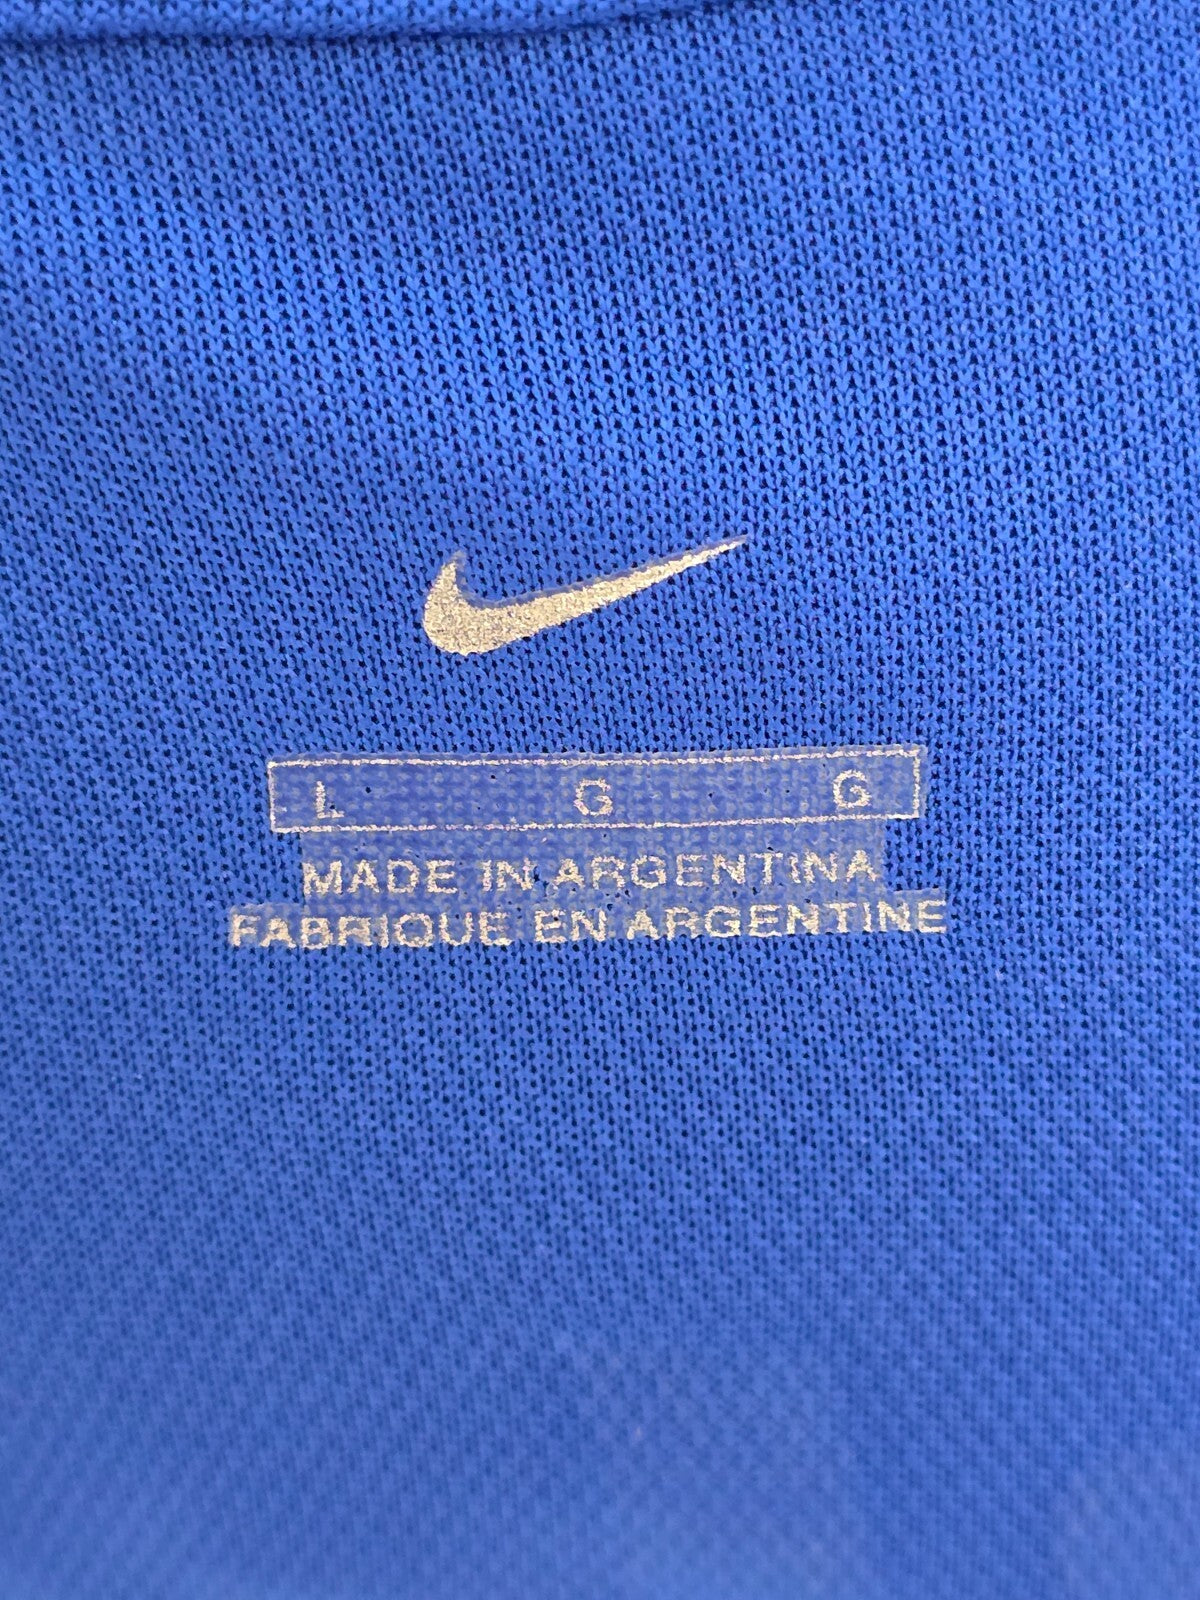 L G G
MADE IN ARGENTINA
FABRIQUE EN ARGENTINE